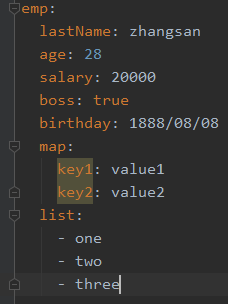 emp:
  lastName: zhangsan
  age: 28
  salary: 20000
  boss: true
  birthday: 1888/08/08
  map:
    key1: value1
    key2: value2
  list:
    - one
    - two
    - three